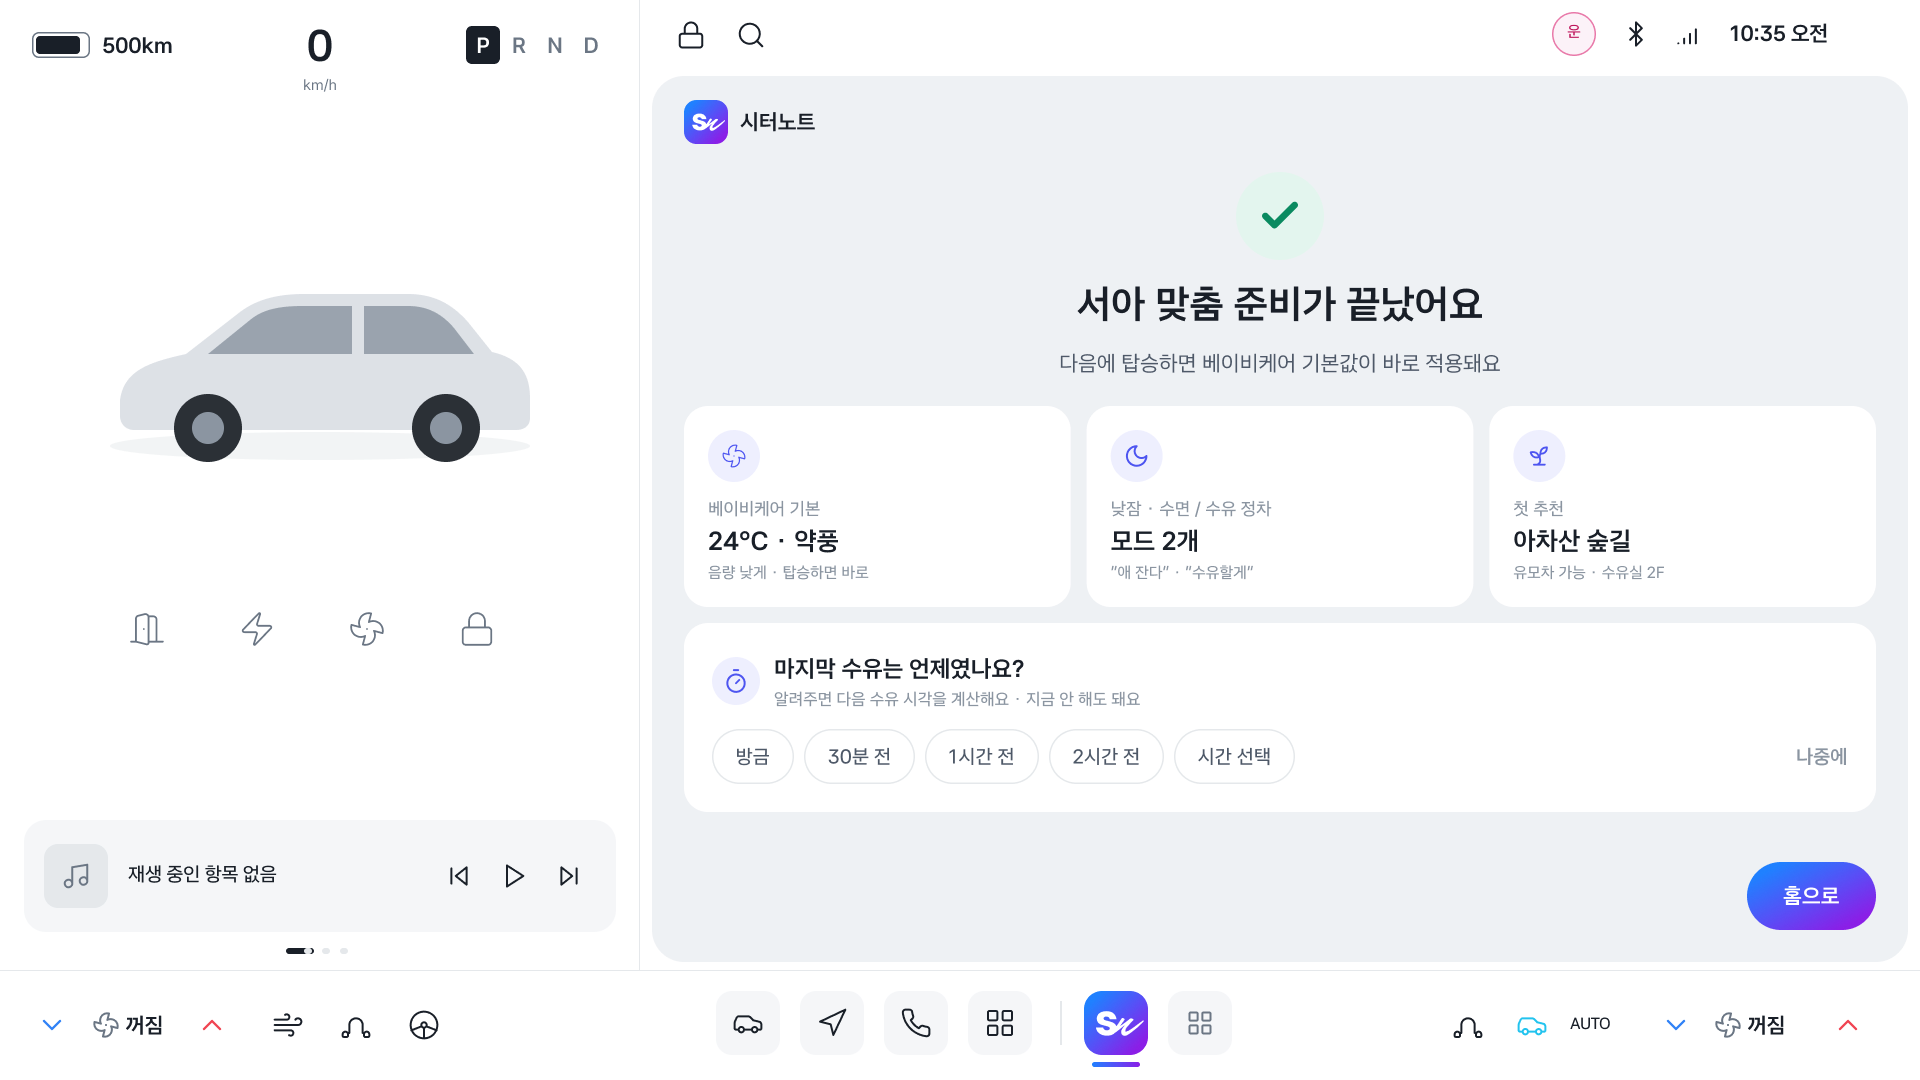 500km
0
km/h
P R N D
운
10:35 오전
Sn
시터노트
서아 맞춤 준비가 끝났어요
다음에 탑승하면 베이비케어 기본값이 바로 적용돼요
베이비케어 기본
24°C · 약풍
음량 낮게 · 탑승하면 바로
낮잠 · 수면 / 수유 정차
모드 2개
"애 잔다" · "수유할게"
첫 추천
아차산 숲길
유모차 가능 · 수유실 2F
마지막 수유는 언제였나요?
알려주면 다음 수유 시각을 계산해요 · 지금 안 해도 돼요
방금
30분 전
1시간 전
2시간 전
시간 선택
나중에
재생 중인 항목 없음
홈으로
꺼짐
Sn
AUTO
꺼짐